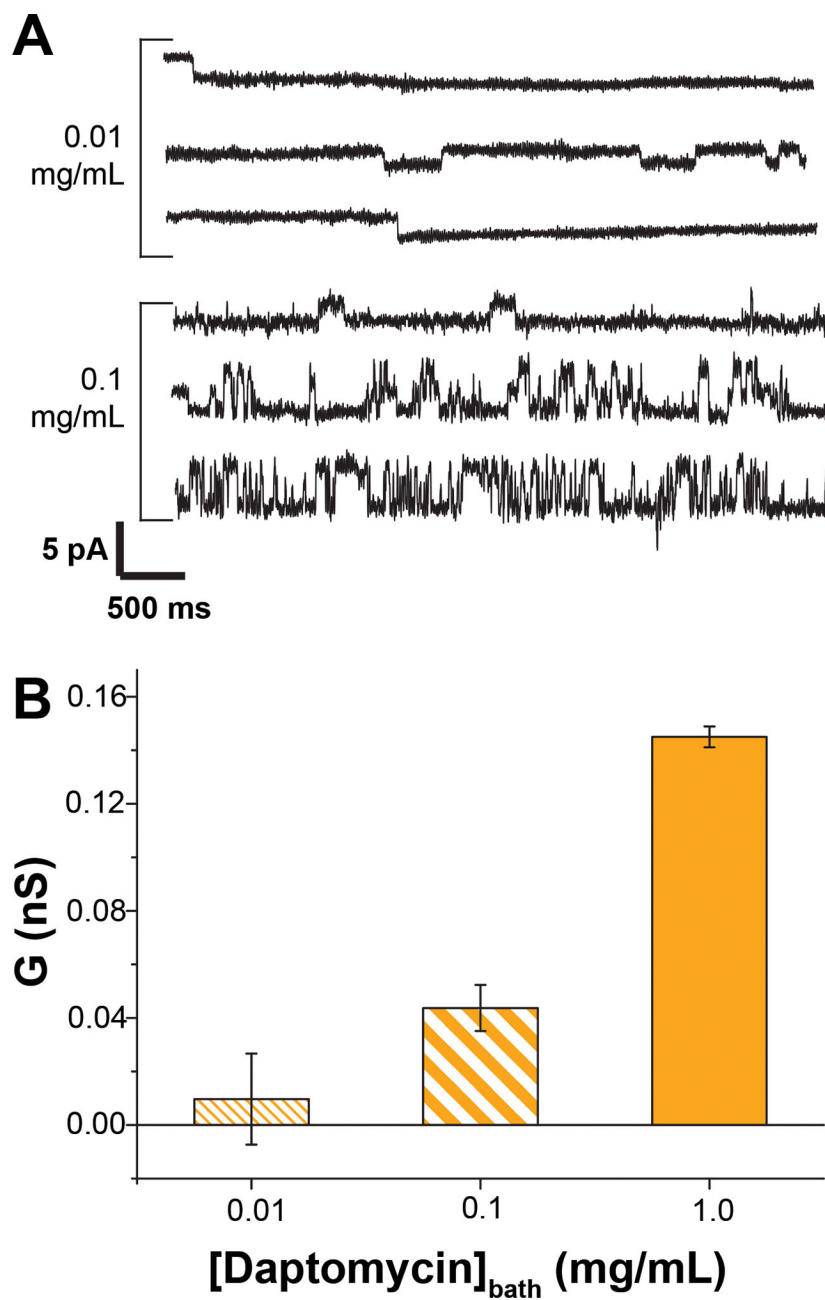 A
0.01
mg/mL
0.1
mg/mL
5 pA
500 ms
B
0.16
0.12
0.08
0.04
0.00
G (nS)
0.01 0.1 1.0
[Daptomycin]bath (mg/mL)